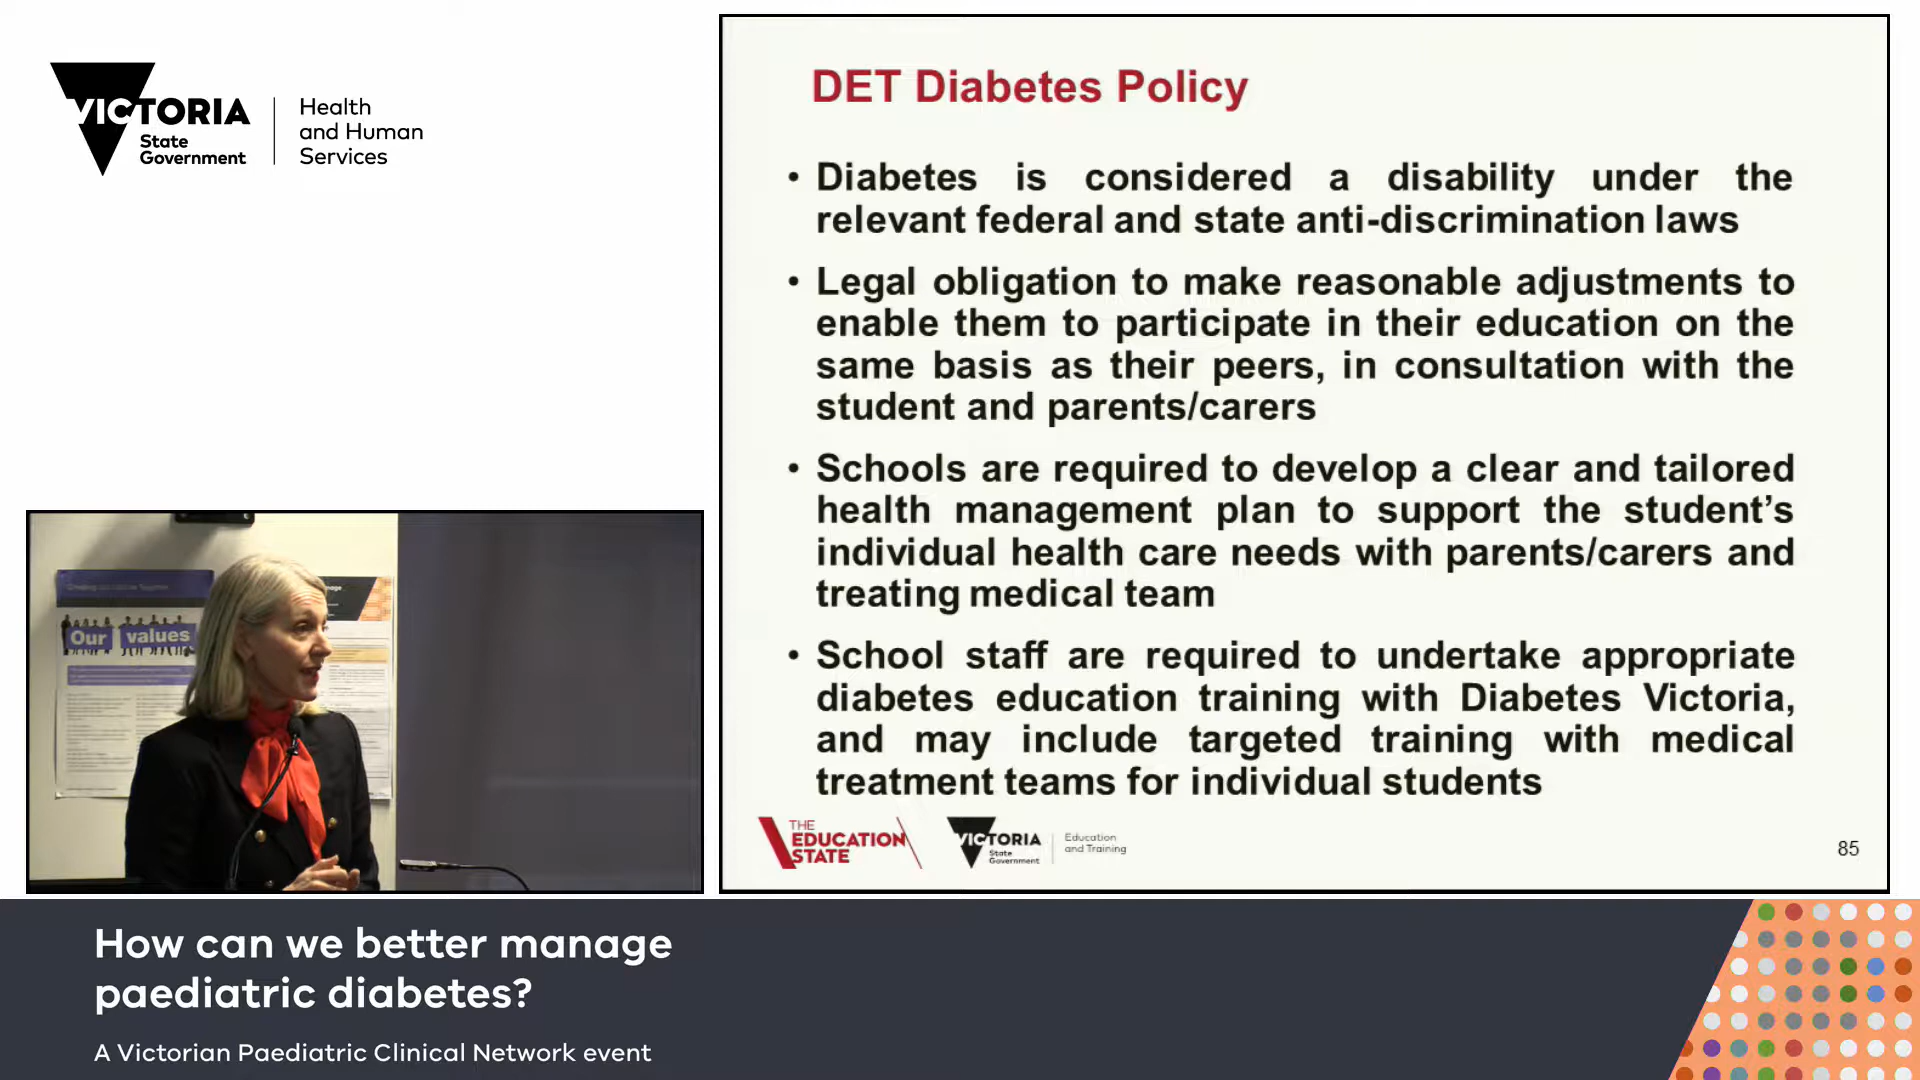 VICTORIA
State
Government
Health
and Human
Services
DET Diabetes Policy
• Diabetes is considered a disability under the
relevant federal and state anti-discrimination laws
• Legal obligation to make reasonable adjustments to
enable them to participate in their education on the
same basis as their peers, in consultation with the
student and parents/carers
• Schools are required to develop a clear and tailored
health management plan to support the student’s
individual health care needs with parents/carers and
treating medical team
• School staff are required to undertake appropriate
diabetes education training with Diabetes Victoria,
and may include targeted training with medical
treatment teams for individual students
THE
EDUCATION
STATE
VICTORIA
State
Government
Education
and Training
85
Our values
How can we better manage
paediatric diabetes?
A Victorian Paediatric Clinical Network event